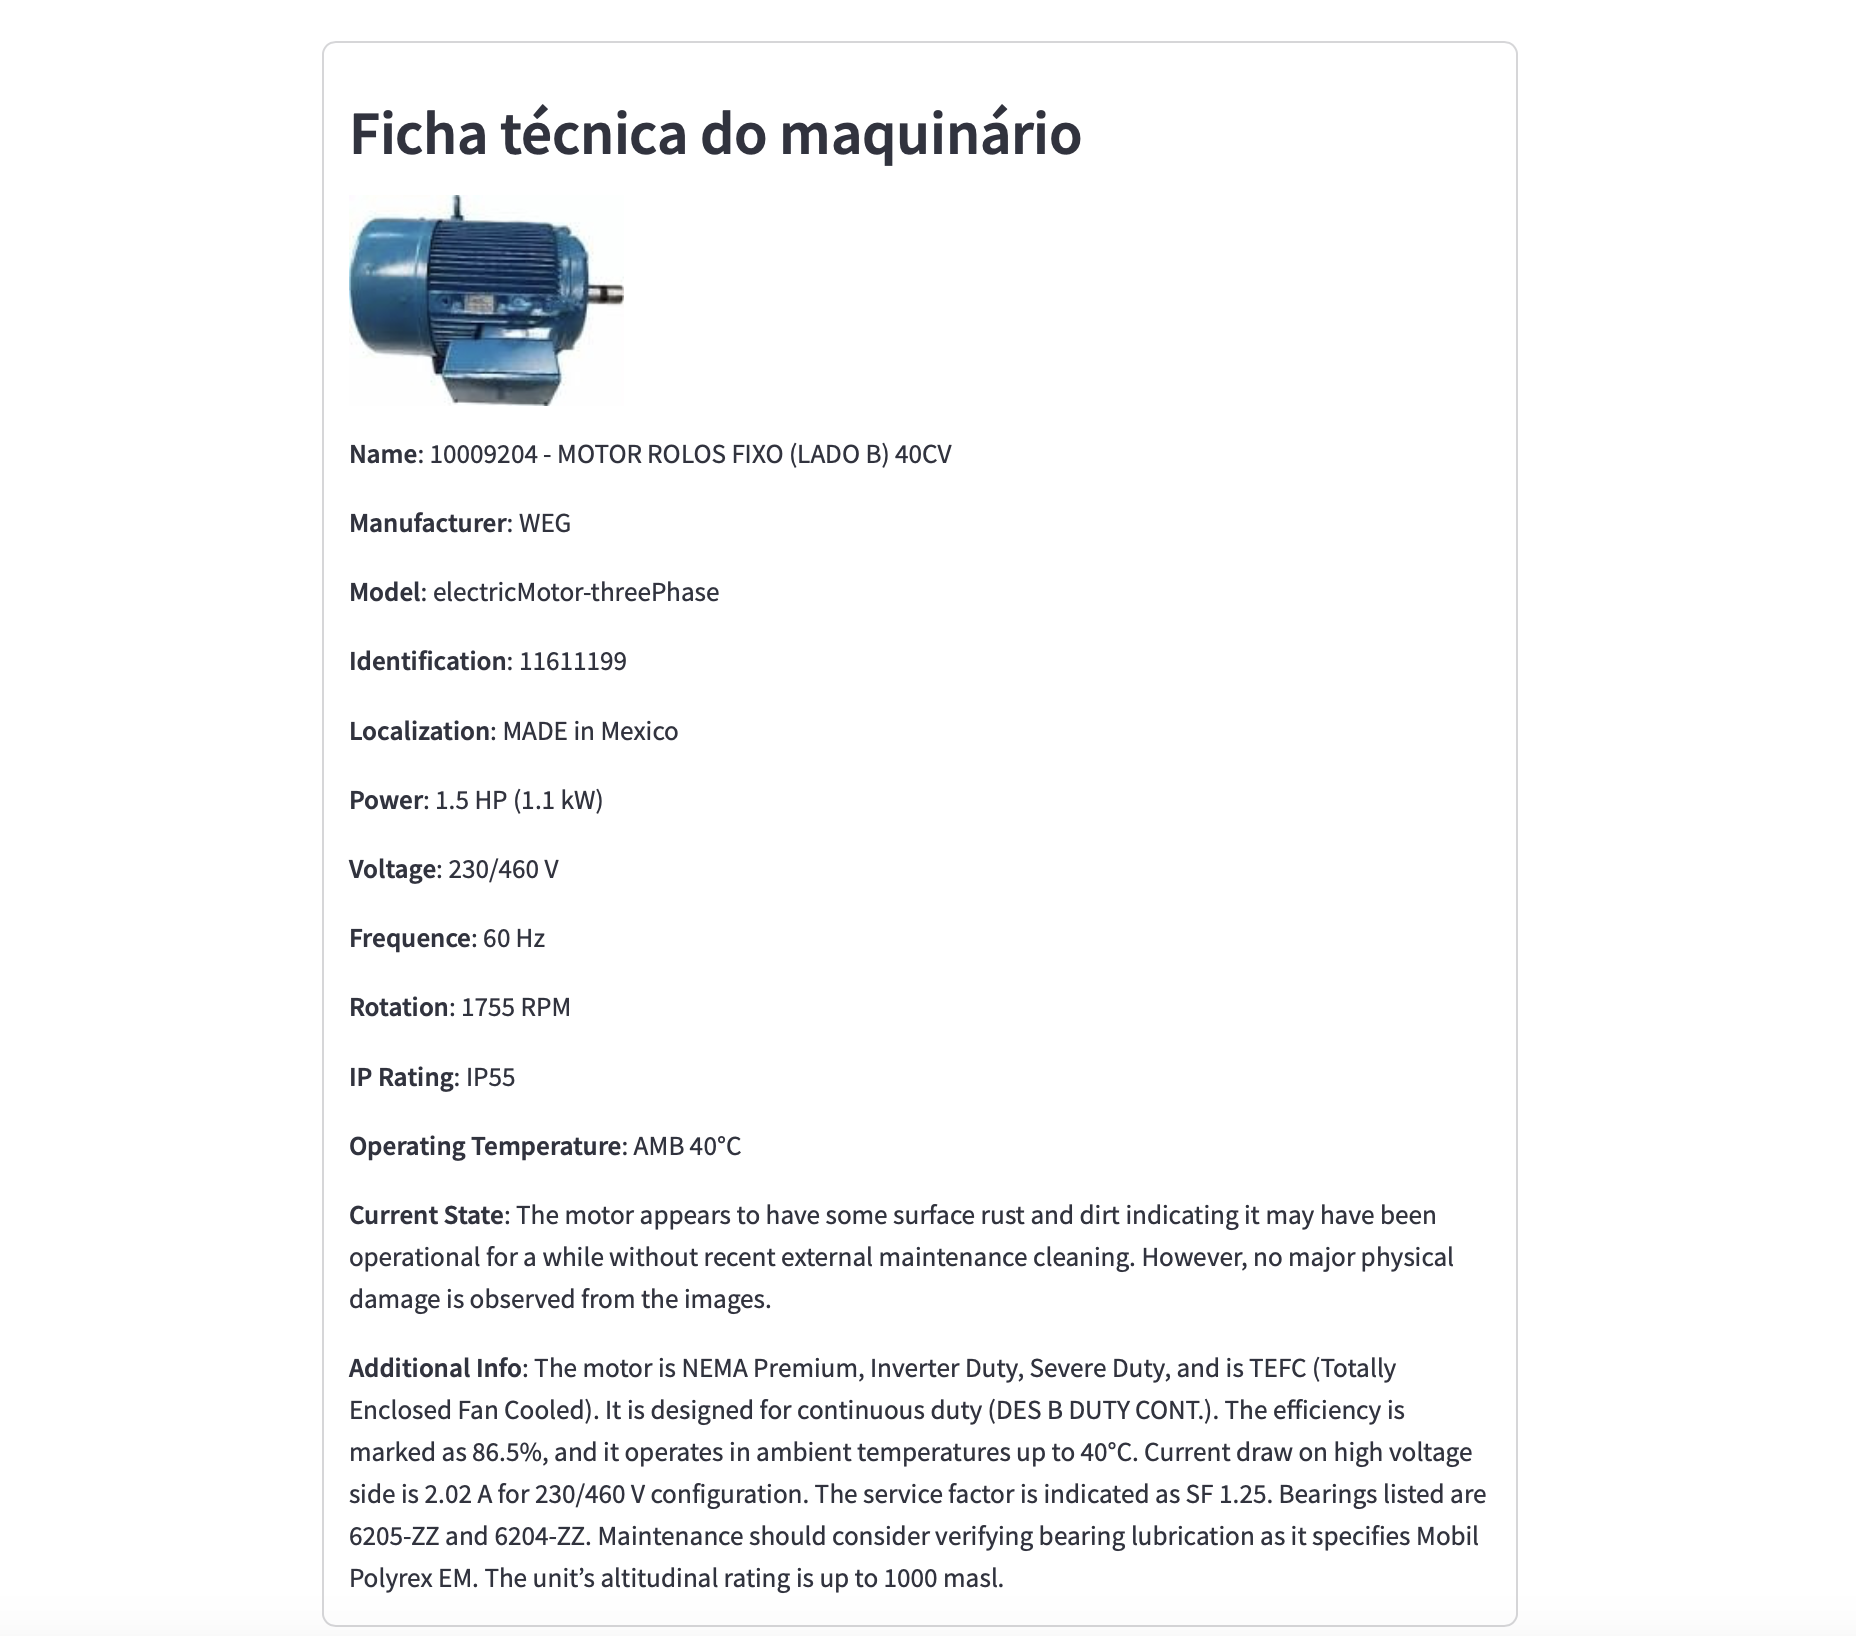 Ficha técnica do maquinário
Name: 10009204 - MOTOR ROLOS FIXO (LADO B) 40CV
Manufacturer: WEG
Model: electricMotor-threePhase
Identification: 11611199
Localization: MADE in Mexico
Power: 1.5 HP (1.1 kW)
Voltage: 230/460 V
Frequence: 60 Hz
Rotation: 1755 RPM
IP Rating: IP55
Operating Temperature: AMB 40°C
Current State: The motor appears to have some surface rust and dirt indicating it may have been
operational for a while without recent external maintenance cleaning. However, no major physical
damage is observed from the images.
Additional Info: The motor is NEMA Premium, Inverter Duty, Severe Duty, and is TEFC (Totally
Enclosed Fan Cooled). It is designed for continuous duty (DES B DUTY CONT.). The efficiency is
marked as 86.5%, and it operates in ambient temperatures up to 40°C. Current draw on high voltage
side is 2.02 A for 230/460 V configuration. The service factor is indicated as SF 1.25. Bearings listed are
6205-ZZ and 6204-ZZ. Maintenance should consider verifying bearing lubrication as it specifies Mobil
Polyrex EM. The unit’s altitudinal rating is up to 1000 masl.